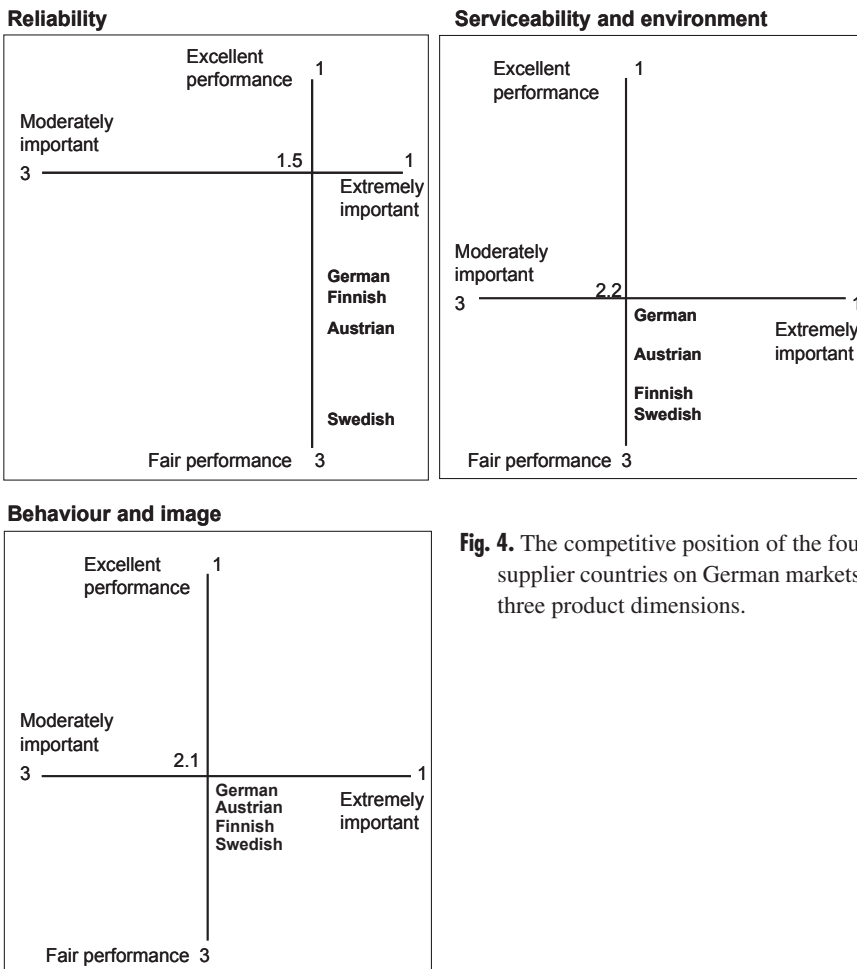 Reliability
Excellent
performance
1
Moderately
important
1.5
1
3
Extremely
important
German
Finnish
Austrian
Swedish
Fair performance 3
Serviceability and environment
Excellent
performance
1
Moderately
important
2.2
3
1
German
Extremely
important
Austrian
Finnish
Swedish
Fair performance 3
Behaviour and image
Excellent
performance
1
Moderately
important
2.1
3
1
German
Austrian
Finnish
Swedish
Extremely
important
Fair performance 3
Fig. 4. The competitive position of the fou
supplier countries on German markets
three product dimensions.